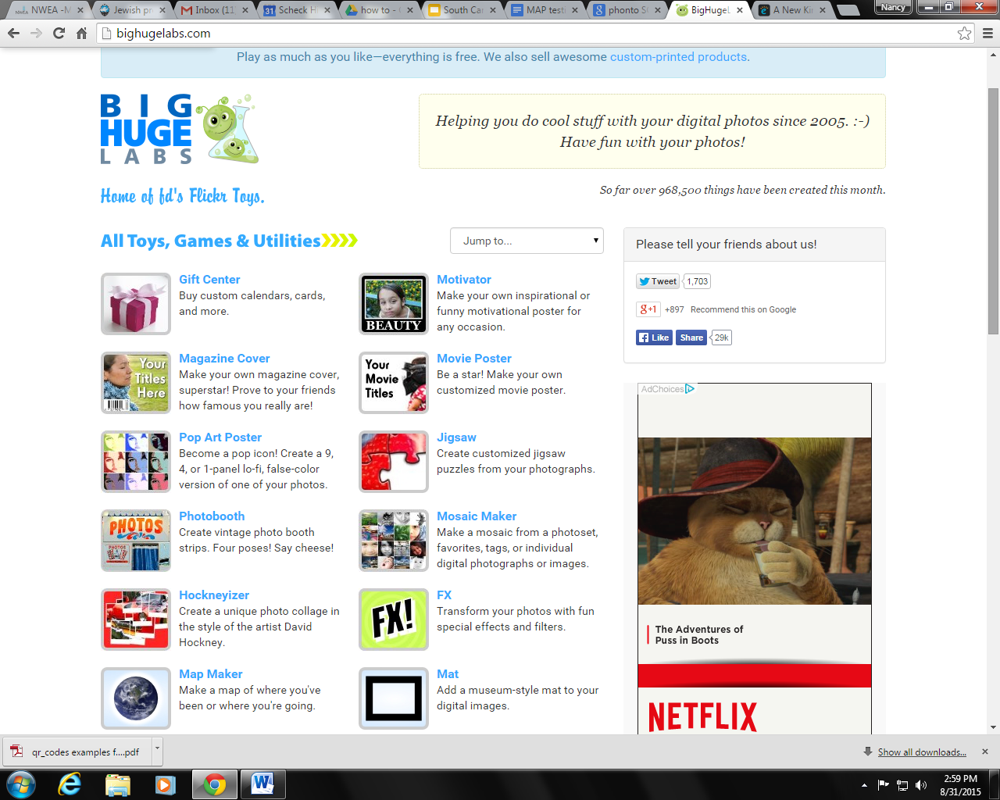 NWEA -M
Jewish pr
Inbox (11
Scheck H
how to - G
South Car
MAP testi
phonto
BigHugeL
A New Kin
Nancy
bighugelabs.com
Play as much as you like—everything is free. We also sell awesome custom-printed products.
BIG
HUGE
LABS
Helping you do cool stuff with your digital photos since 2005. :-)
Have fun with your photos!
Home of fd's Flickr Toys.
So far over 968,500 things have been created this month.
All Toys, Games & Utilities
Jump to...
Please tell your friends about us!
Tweet 1,703
g+1 +897 Recommend this on Google
Like Share 29k
Gift Center
Buy custom calendars, cards,
and more.
BEAUTY
Motivator
Make your own inspirational or
funny motivational poster for
any occasion.
Your
Titles
Here
Magazine Cover
Make your own magazine cover,
superstar! Prove to your friends
how famous you really are!
Your
Movie
Titles
Movie Poster
Be a star! Make your own
customized movie poster.
Pop Art Poster
Become a pop icon! Create a 9,
4, or 1-panel lo-fi, false-color
version of one of your photos.
Jigsaw
Create customized jigsaw
puzzles from your photographs.
PHOTOS
PHOTOS
Photobooth
Create vintage photo booth
strips. Four poses! Say cheese!
Mosaic Maker
Make a mosaic from a photoset,
favorites, tags, or individual
digital photographs or images.
Hockneyizer
Create a unique photo collage in
the style of the artist David
Hockney.
FX!
FX
Transform your photos with fun
special effects and filters.
Map Maker
Make a map of where you've
been or where you're going.
Mat
Add a museum-style mat to your
digital images.
AdChoices
The Adventures of
Puss in Boots
NETFLIX
qr_codes examples f....pdf
Show all downloads...
2:59 PM
8/31/2015